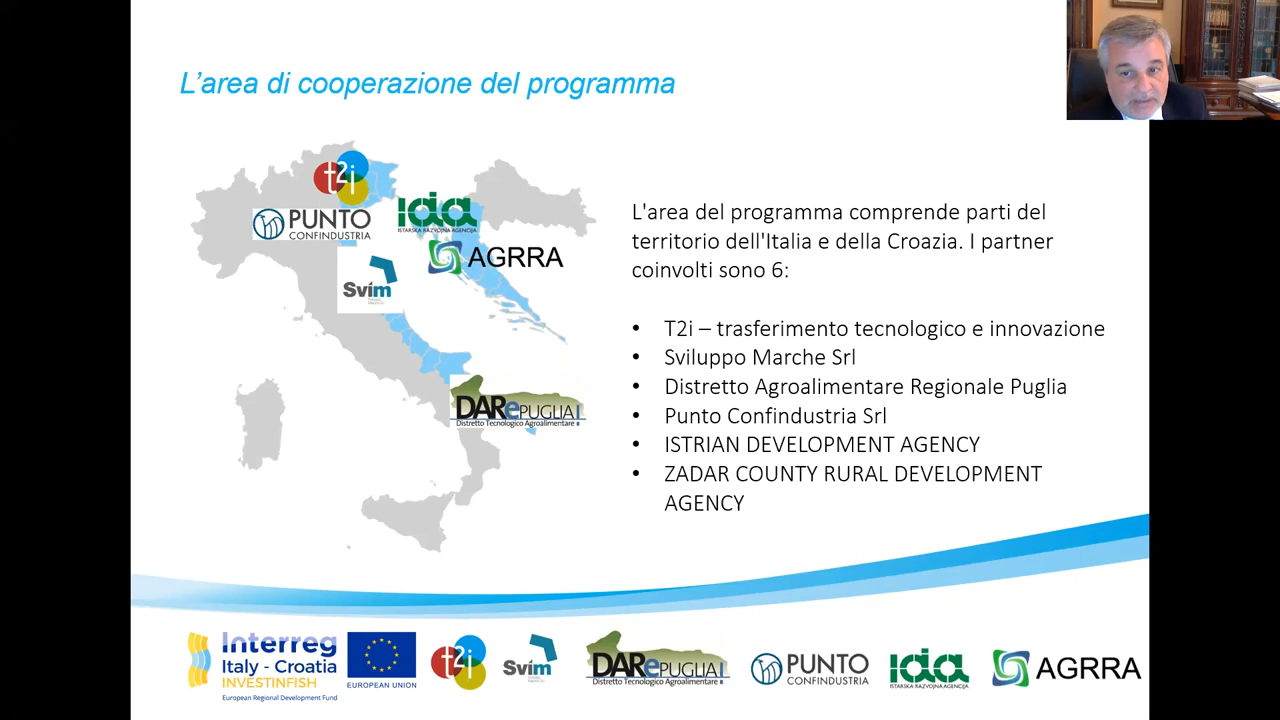 L’area di cooperazione del programma
t2i
PUNTO
CONFINDUSTRIA
ida
ISTARSKA RAZVOJNA AGENCIJA
AGRRA
Svim
DARePUGLIA
Distretto Tecnologico Agroalimentare
L'area del programma comprende parti del
territorio dell'Italia e della Croazia. I partner
coinvolti sono 6:
• T2i – trasferimento tecnologico e innovazione
• Sviluppo Marche Srl
• Distretto Agroalimentare Regionale Puglia
• Punto Confindustria Srl
• ISTRIAN DEVELOPMENT AGENCY
• ZADAR COUNTY RURAL DEVELOPMENT
AGENCY
Interreg
Italy - Croatia
INVESTINFISH
European Regional Development Fund
EUROPEAN UNION
t2i
Svim
DARePUGLIA
Distretto Tecnologico Agroalimentare
PUNTO
CONFINDUSTRIA
ida
ISTARSKA RAZVOJNA AGENCIJA
AGRRA